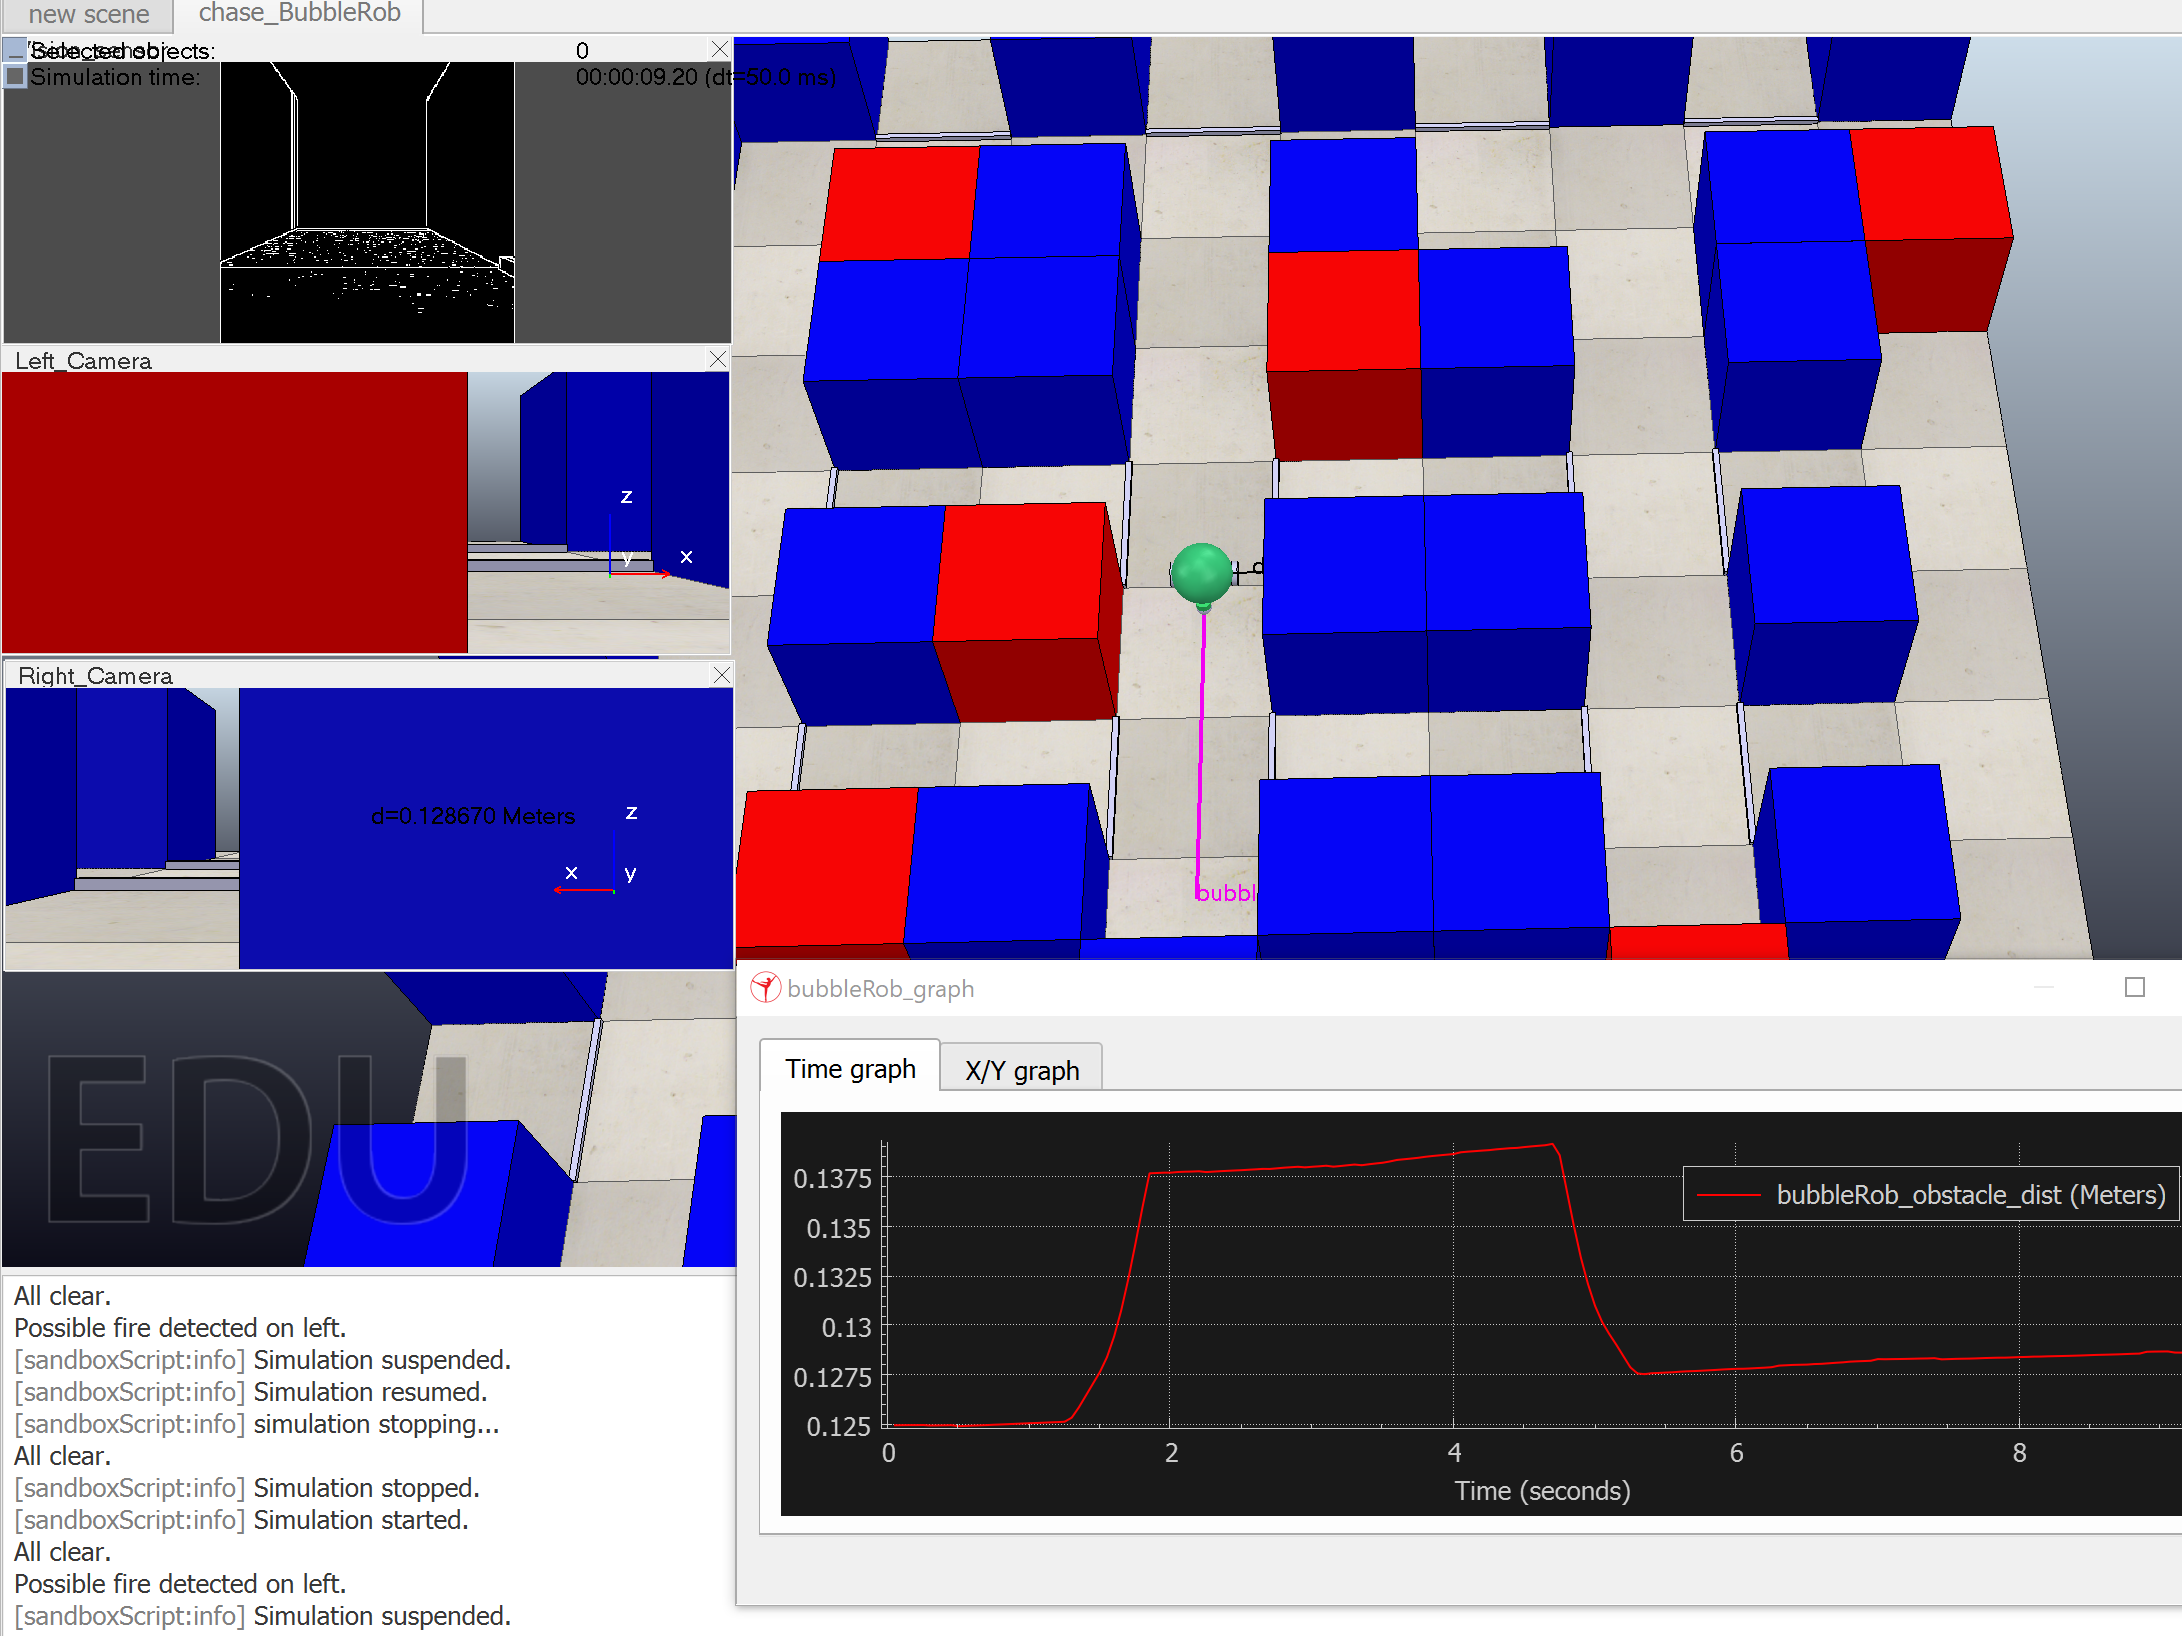 new scene
chase_BubbleRob
Selected objects: 0
Simulation time: 00:00:09.20 (dt=50.0 ms)
Left_Camera
z
y x
Right_Camera
d=0.128670 Meters
z
x y
d
bubbl
EDU
bubbleRob_graph
Time graph
X/Y graph
0.1375
0.135
0.1325
0.13
0.1275
0.125
bubbleRob_obstacle_dist (Meters)
0 2 4 6 8
Time (seconds)
All clear.
Possible fire detected on left.
[sandboxScript:info] Simulation suspended.
[sandboxScript:info] Simulation resumed.
[sandboxScript:info] simulation stopping...
All clear.
[sandboxScript:info] Simulation stopped.
[sandboxScript:info] Simulation started.
All clear.
Possible fire detected on left.
[sandboxScript:info] Simulation suspended.